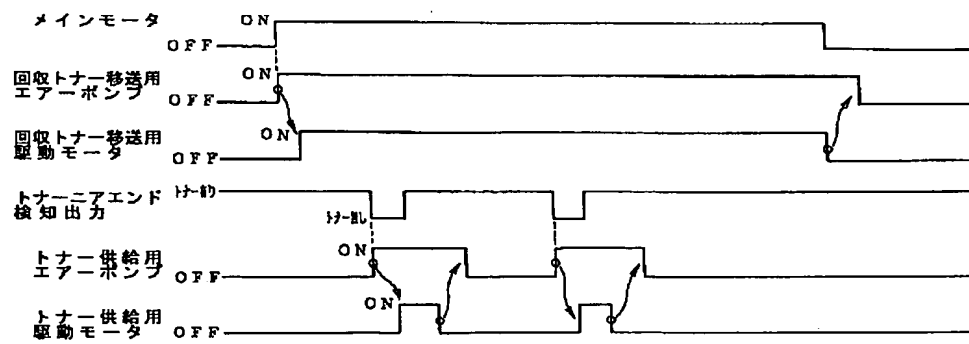 メインモータ
ON
OFF
回収トナー移送用
エアーポンプ
ON
OFF
回収トナー移送用
駆動モータ
ON
OFF
トナーニアエンド
検知出力
トナー有り
トナー無し
トナー供給用
エアーポンプ
ON
OFF
トナー供給用
駆動モータ
ON
OFF